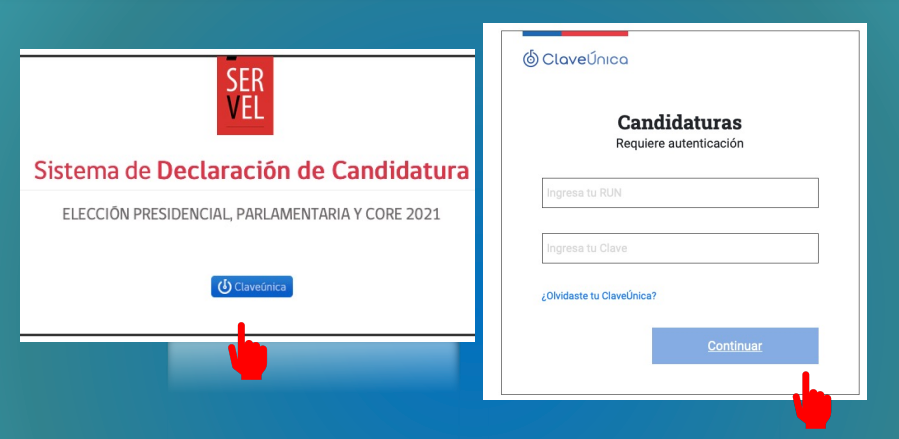 SER
VEL
Sistema de Declaración de Candidatura
ELECCIÓN PRESIDENCIAL, PARLAMENTARIA Y CORE 2021
Claveúnica
ClaveÚnica
Candidaturas
Requiere autenticación
Ingresa tu RUN
Ingresa tu Clave
¿Olvidaste tu ClaveÚnica?
Continuar